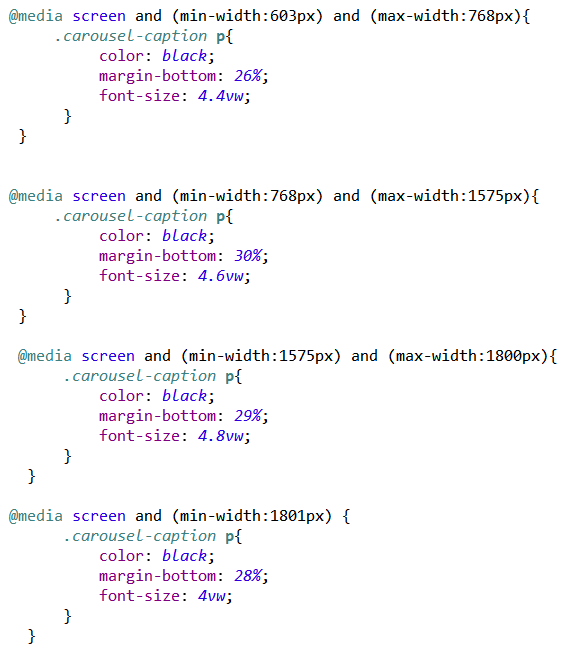 @media screen and (min-width:603px) and (max-width:768px){
.carousel-caption p{
color: black;
margin-bottom: 26%;
font-size: 4.4vw;
}
}
@media screen and (min-width:768px) and (max-width:1575px){
.carousel-caption p{
color: black;
margin-bottom: 30%;
font-size: 4.6vw;
}
}
@media screen and (min-width:1575px) and (max-width:1800px){
.carousel-caption p{
color: black;
margin-bottom: 29%;
font-size: 4.8vw;
}
}
@media screen and (min-width:1801px) {
.carousel-caption p{
color: black;
margin-bottom: 28%;
font-size: 4vw;
}
}